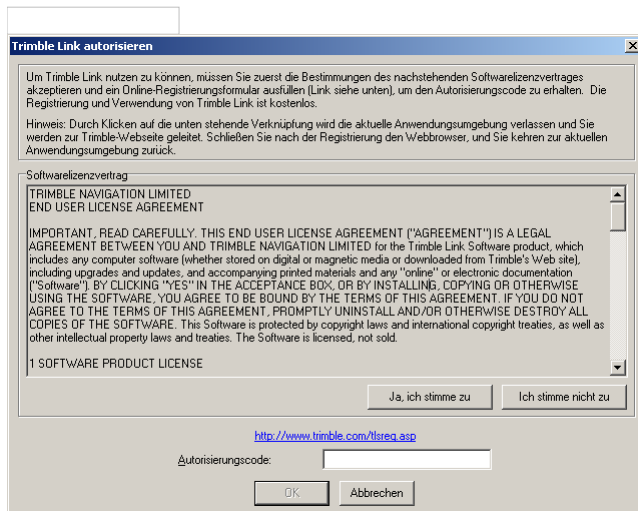 Trimble Link autorisieren
Um Trimble Link nutzen zu können, müssen Sie zuerst die Bestimmungen des nachstehenden Softwarelizenzvertrages
akzeptieren und ein Online-Registrierungsformular ausfüllen (Link siehe unten), um den Autorisierungscode zu erhalten. Die
Registrierung und Verwendung von Trimble Link ist kostenlos.
Hinweis: Durch Klicken auf die unten stehende Verknüpfung wird die aktuelle Anwendungsumgebung verlassen und Sie
werden zur Trimble-Webseite geleitet. Schließen Sie nach der Registrierung den Webbrowser, und Sie kehren zur aktuellen
Anwendungsumgebung zurück.
Softwarelizenzvertrag
TRIMBLE NAVIGATION LIMITED
END USER LICENSE AGREEMENT
IMPORTANT, READ CAREFULLY. THIS END USER LICENSE AGREEMENT ("AGREEMENT") IS A LEGAL
AGREEMENT BETWEEN YOU AND TRIMBLE NAVIGATION LIMITED for the Trimble Link Software product, which
includes any computer software (whether stored on digital or magnetic media or downloaded from Trimble's Web site),
including upgrades and updates, and accompanying printed materials and any "online" or electronic documentation
("Software"). BY CLICKING "YES" IN THE ACCEPTANCE BOX, OR BY INSTALLING, COPYING OR OTHERWISE
USING THE SOFTWARE, YOU AGREE TO BE BOUND BY THE TERMS OF THIS AGREEMENT. IF YOU DO NOT
AGREE TO THE TERMS OF THIS AGREEMENT, PROMPTLY UNINSTALL AND/OR OTHERWISE DESTROY ALL
COPIES OF THE SOFTWARE. This Software is protected by copyright laws and international copyright treaties, as well as
other intellectual property laws and treaties. The Software is licensed, not sold.
1 SOFTWARE PRODUCT LICENSE
Ja, ich stimme zu Ich stimme nicht zu
http://www.trimble.com/tlsreg.asp
Autorisierungscode:
OK Abbrechen